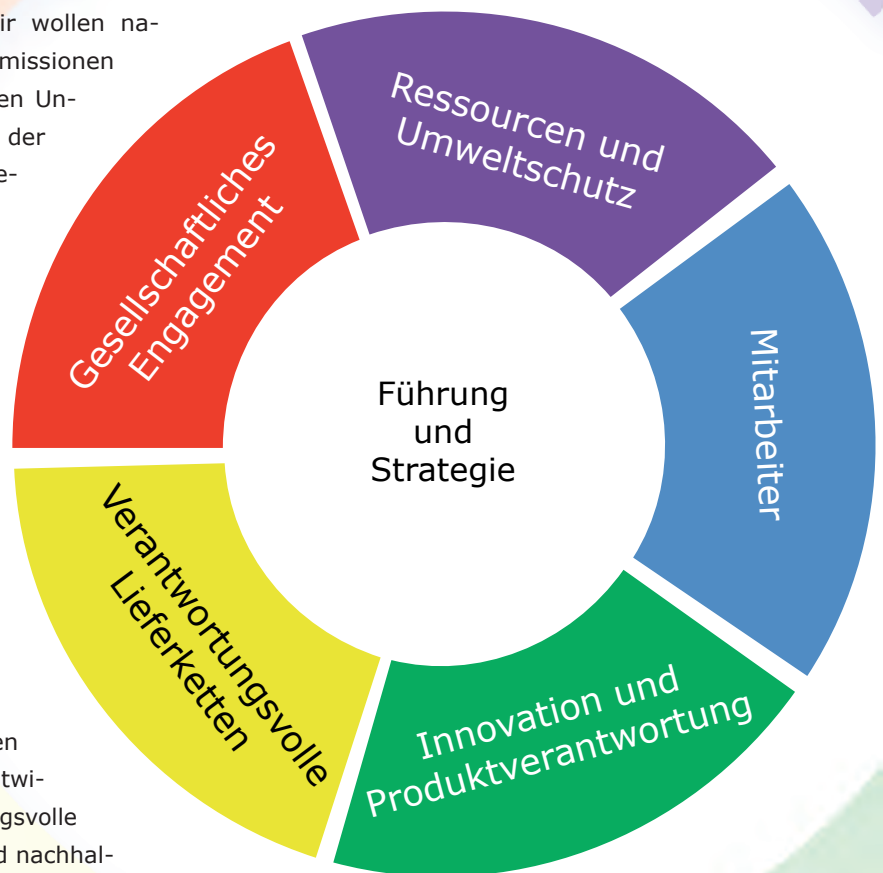 ir wollen na-
missionen
en Un-
der
e-
Ressourcen und
Umweltschutz
Mitarbeiter
Innovation und
Produktverantwortung
Verantwortungsvolle
Lieferketten
Gesellschaftliches
Engagement
Führung
und
Strategie
en
twi-
gsvolle
d nachhal-